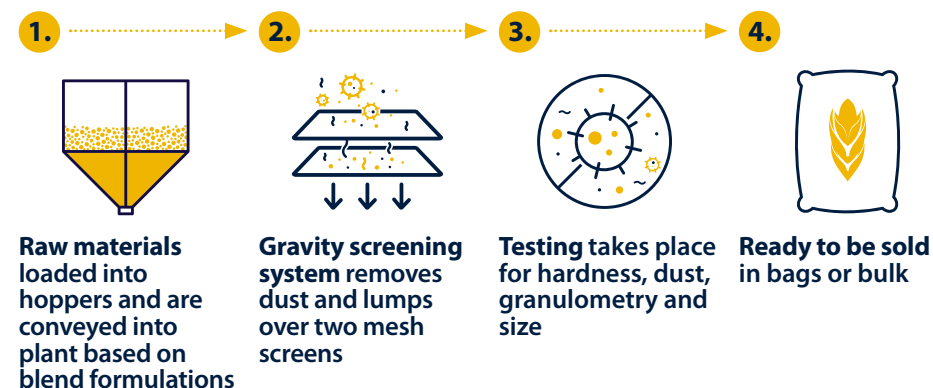 1.
2.
3.
4.
Raw materials
loaded into
hoppers and are
conveyed into
plant based on
blend formulations
Gravity screening
system removes
dust and lumps
over two mesh
screens
Testing takes place
for hardness, dust,
granulometry and
size
Ready to be sold
in bags or bulk